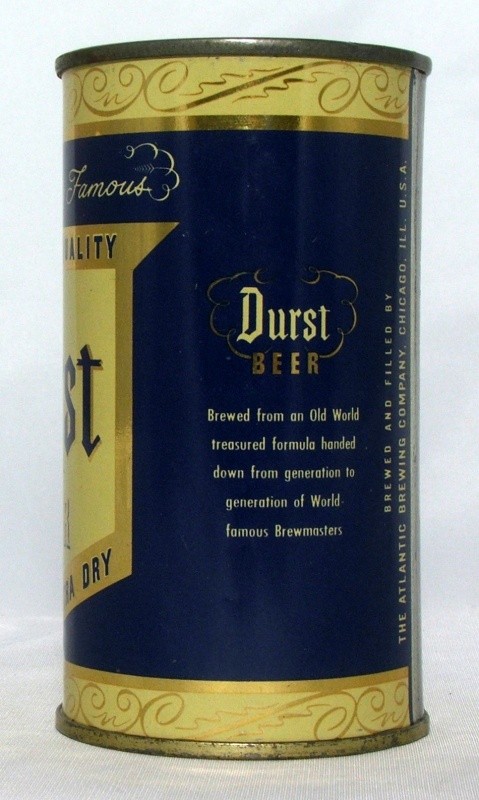 Famous
ALITY
st
A DRY
Durst
BEER
Brewed from an Old World
treasured formula handed
down from generation to
generation of World-
famous Brewmasters
BREWED AND FILLED BY
THE ATLANTIC BREWING COMPANY, CHICAGO, ILL. U.S.A.